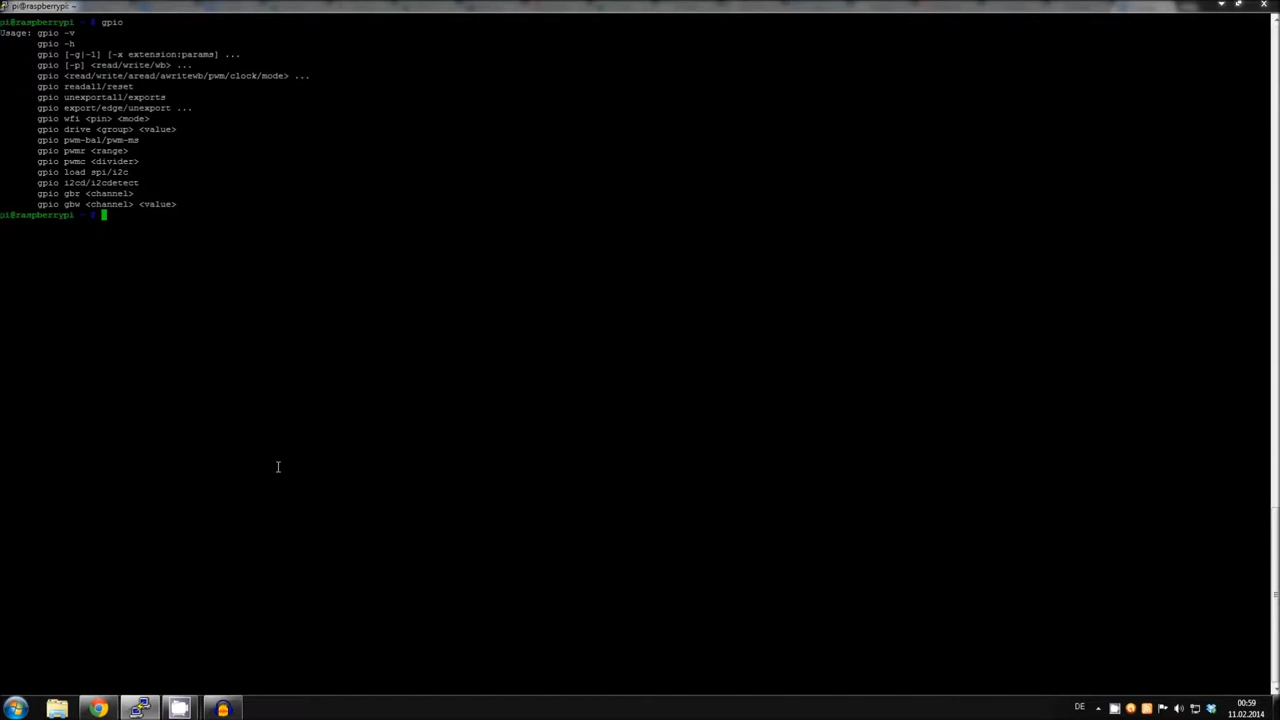 pi@raspberrypi: ~
pi@raspberrypi ~ $ gpio
Usage: gpio -v
gpio -h
gpio [-g|-1] [-x extension:params] ...
gpio [-p] <read/write/wb> ...
gpio <read/write/aread/awritewb/pwm/clock/mode> ...
gpio readall/reset
gpio unexportall/exports
gpio export/edge/unexport ...
gpio wfi <pin> <mode>
gpio drive <group> <value>
gpio pwm-bal/pwm-ms
gpio pwmr <range>
gpio pwmc <divider>
gpio load spi/i2c
gpio i2cd/i2cdetect
gpio gbr <channel>
gpio gbw <channel> <value>
pi@raspberrypi ~ $
DE
00:59
11.02.2014